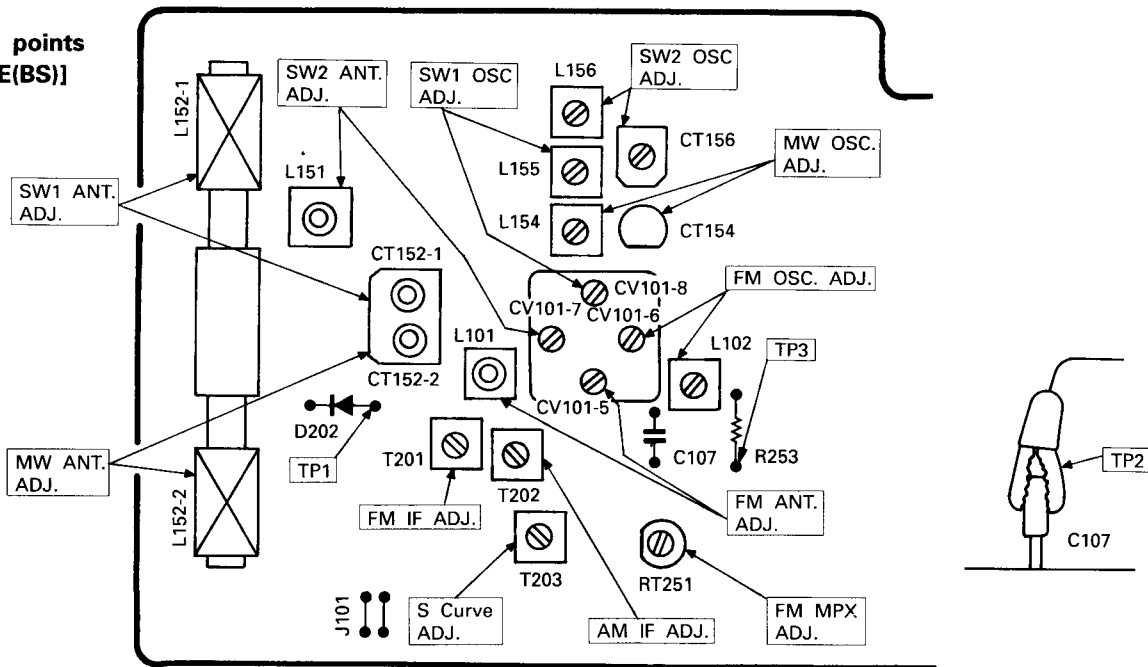 points
E(BS)]
SW2 ANT.
ADJ.
SW1 OSC
ADJ.
L156
SW2 OSC
ADJ.
L152-1
CT156
MW OSC.
ADJ.
L155
L151
SW1 ANT.
ADJ.
L154
CT154
CT152-1
FM OSC. ADJ.
CV101-8
CV101-7
CV101-6
L101
L102
TP3
CT152-2
CV101-5
D202
C107
R253
TP1
T201
TP2
MW ANT.
ADJ.
T202
L152-2
FM IF ADJ.
FM ANT.
ADJ.
C107
T203
RT251
J101
S Curve
ADJ.
AM IF ADJ.
FM MPX
ADJ.